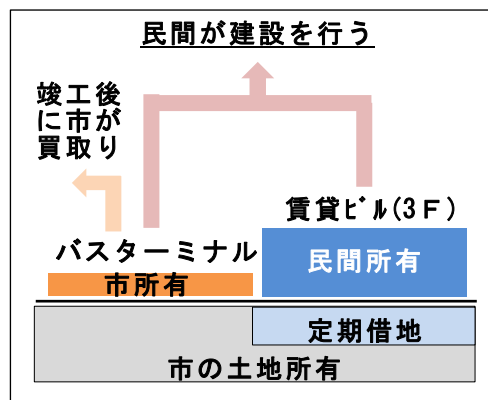 民間が建設を行う
竣工後
に市が
買取り
賃貸ﾋﾞﾙ(3Ｆ)
バスターミナル
民間所有
市所有
定期借地
市の土地所有